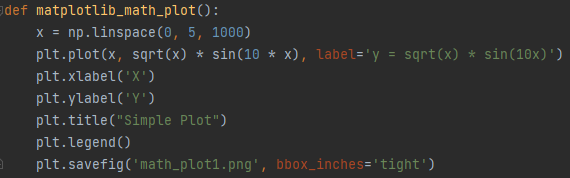 def matplotlib_math_plot():
    x = np.linspace(0, 5, 1000)
    plt.plot(x, sqrt(x) * sin(10 * x), label='y = sqrt(x) * sin(10x)')
    plt.xlabel('X')
    plt.ylabel('Y')
    plt.title("Simple Plot")
    plt.legend()
    plt.savefig('math_plot1.png', bbox_inches='tight')